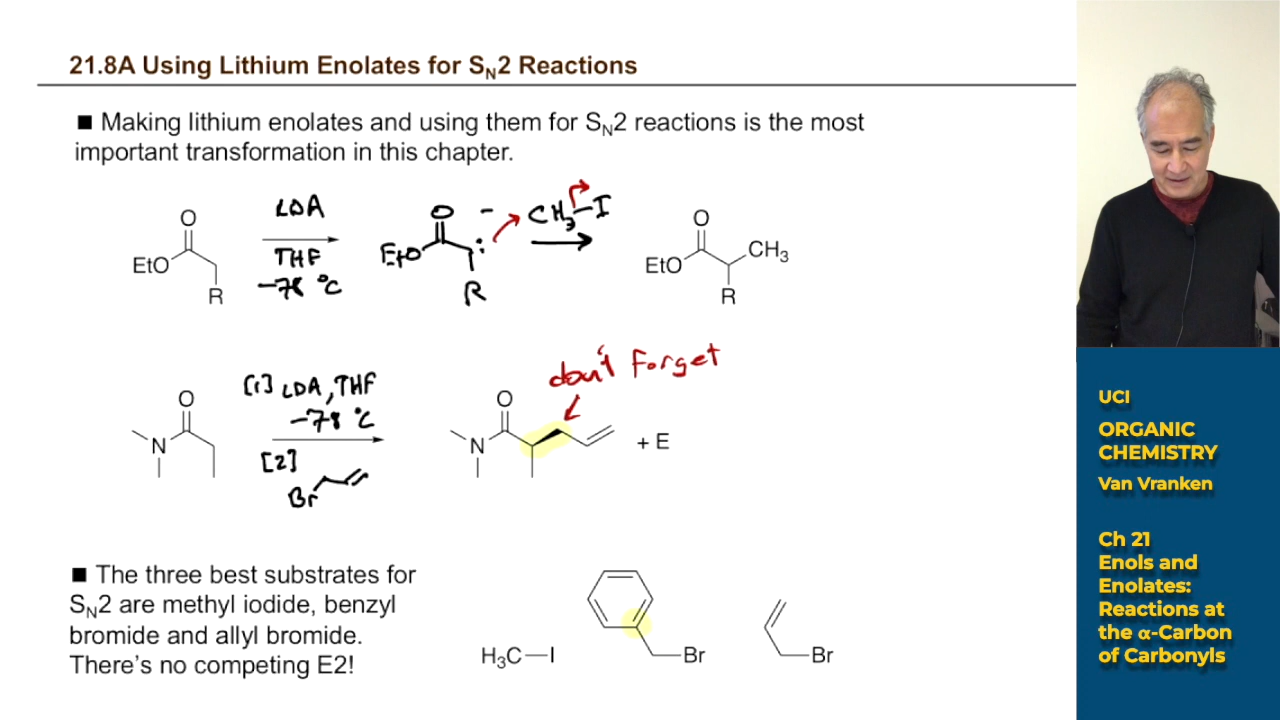 21.8A Using Lithium Enolates for SN2 Reactions
■ Making lithium enolates and using them for SN2 reactions is the most
important transformation in this chapter.
O
EtO
R
LDA
THF
-78 °C
O
-
EtO
:
R
CH3-I
O
EtO
CH3
R
don't forget
O
N
[1] LDA, THF
-78 °C
[2]
Br
O
N
+ E
■ The three best substrates for
SN2 are methyl iodide, benzyl
bromide and allyl bromide.
There's no competing E2!
H3C—I
Br
Br
UCI
ORGANIC
CHEMISTRY
Van Vranken
Ch 21
Enols and
Enolates:
Reactions at
the α-Carbon
of Carbonyls